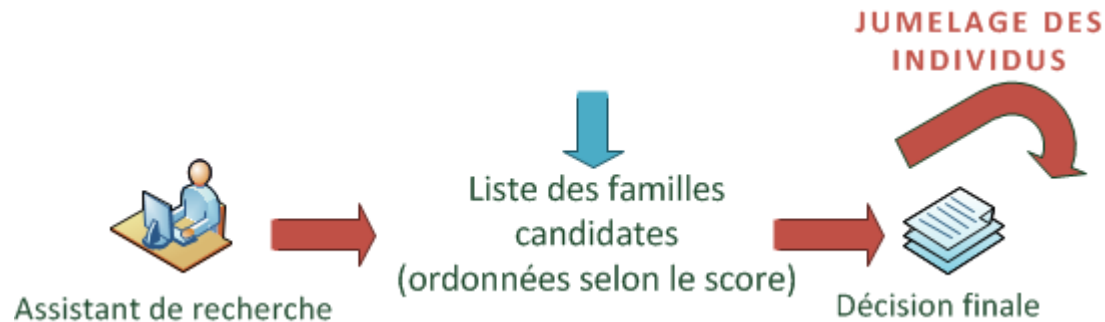 JUMELAGE DES
INDIVIDUS
Liste des familles
candidates
(ordonnées selon le score)
Assistant de recherche
Décision finale